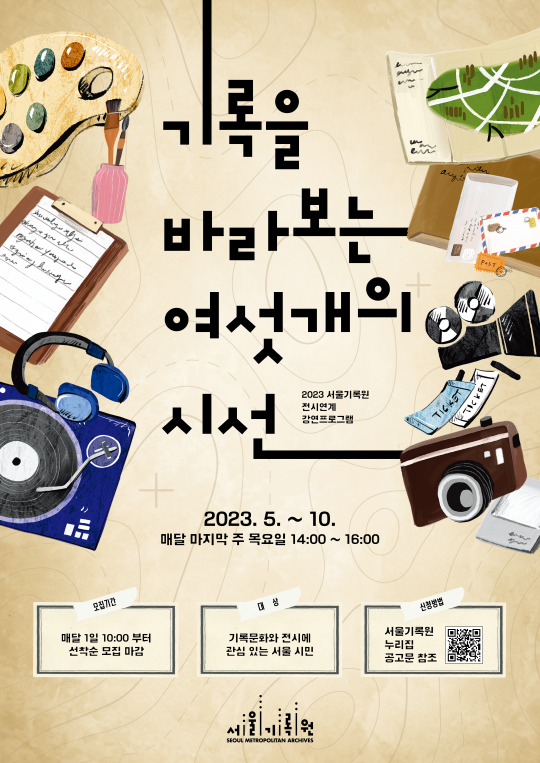 기록을
바라보는
여섯개의
시선
2023 서울기록원
전시연계
강연프로그램
2023. 5. ~ 10.
매달 마지막 주 목요일 14:00 ~ 16:00
모집기간
매달 1일 10:00 부터
선착순 모집 마감
대 상
기록문화와 전시에
관심 있는 서울 시민
신청방법
서울기록원
누리집
공고문 참조
서울기록원
SEOUL METROPOLITAN ARCHIVES
POST